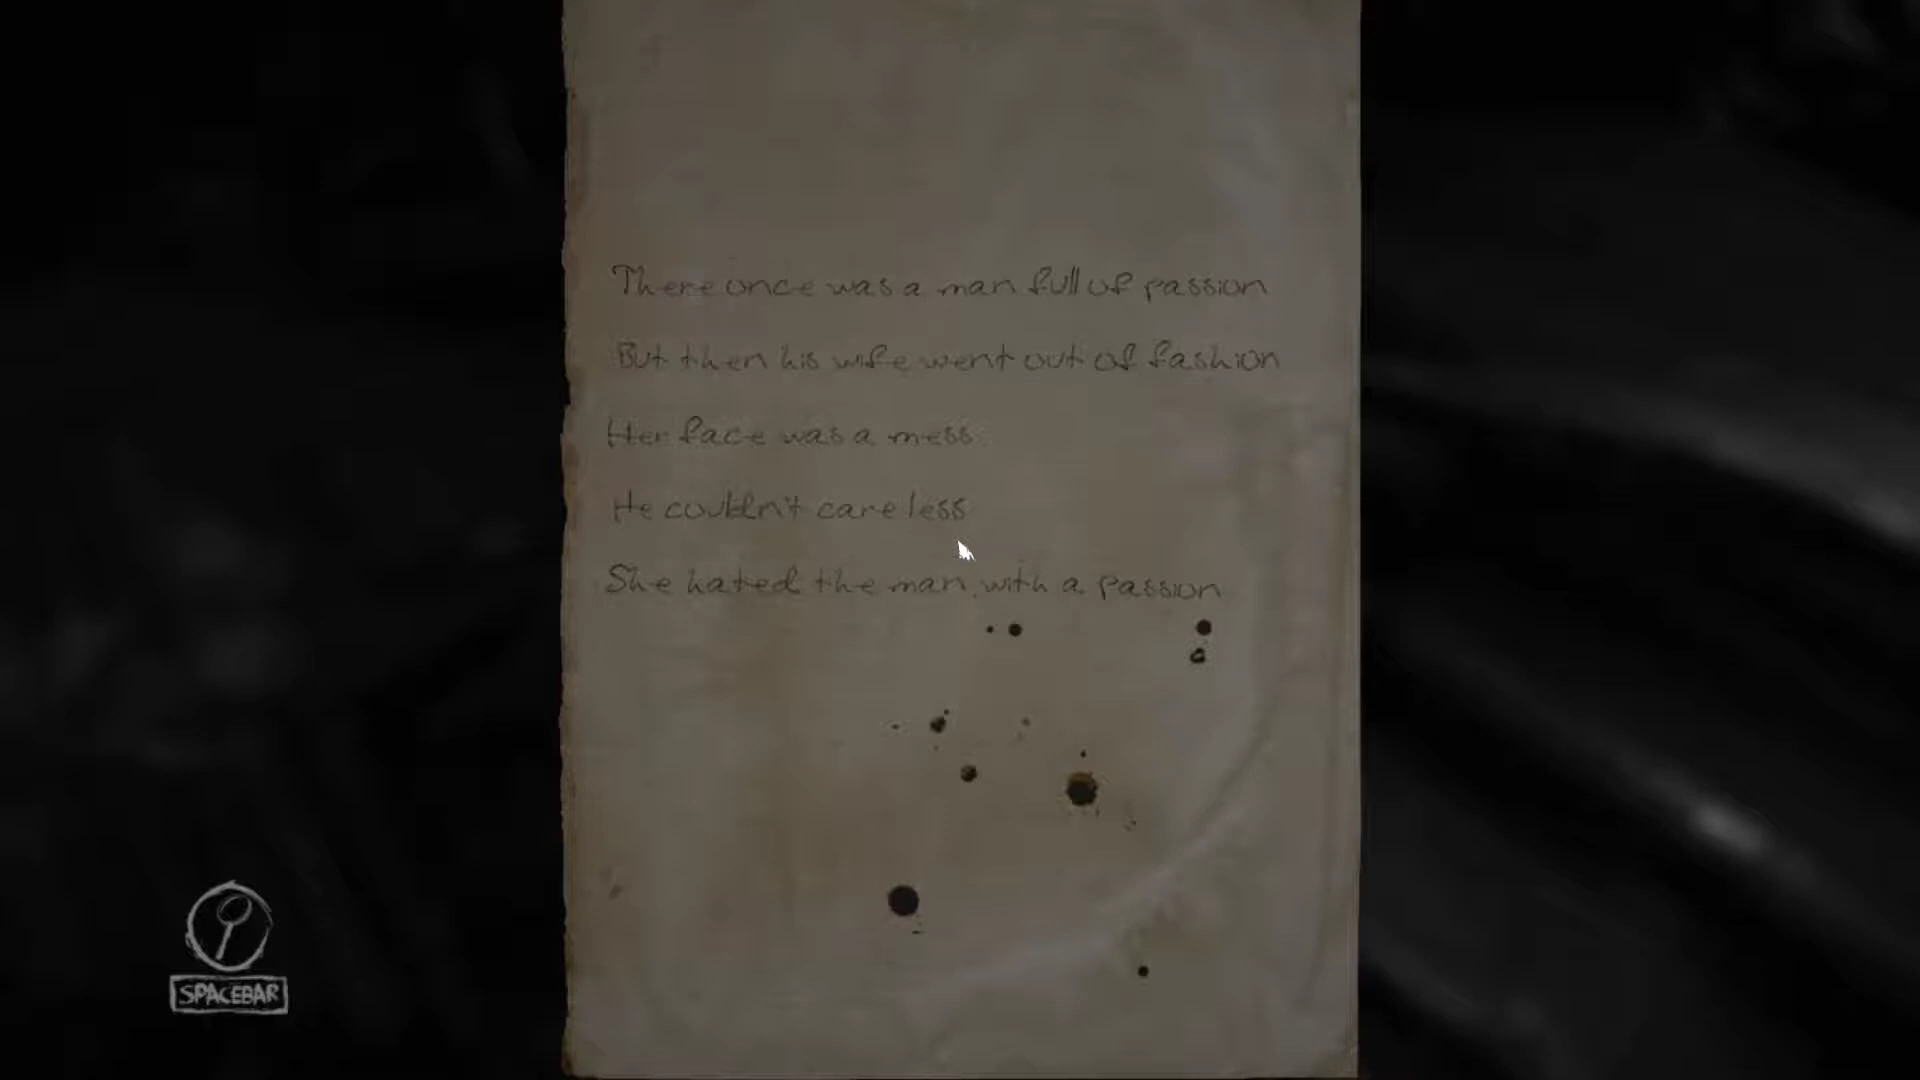 There once was a man full of passion
But then his wife went out of fashion
Her face was a mess.
He couldn't care less
She hated the man with a passion
SPACEBAR